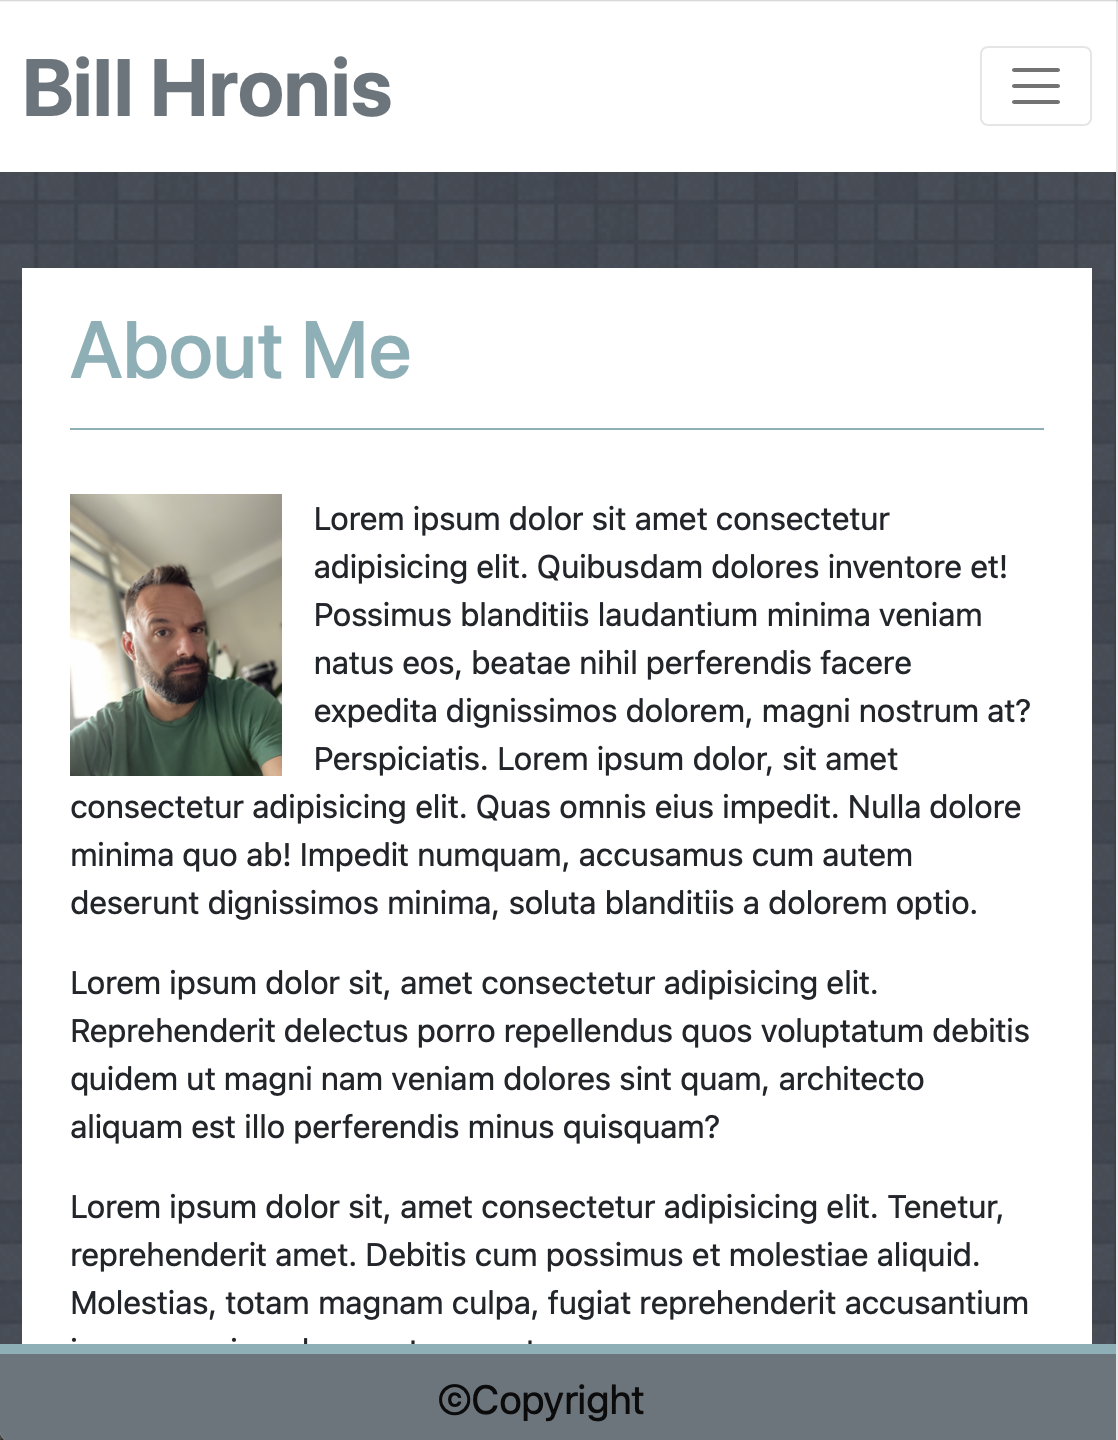 Bill Hronis
About Me
Lorem ipsum dolor sit amet consectetur
adipisicing elit. Quibusdam dolores inventore et!
Possimus blanditiis laudantium minima veniam
natus eos, beatae nihil perferendis facere
expedita dignissimos dolorem, magni nostrum at?
Perspiciatis. Lorem ipsum dolor, sit amet
consectetur adipisicing elit. Quas omnis eius impedit. Nulla dolore
minima quo ab! Impedit numquam, accusamus cum autem
deserunt dignissimos minima, soluta blanditiis a dolorem optio.
Lorem ipsum dolor sit, amet consectetur adipisicing elit.
Reprehenderit delectus porro repellendus quos voluptatum debitis
quidem ut magni nam veniam dolores sint quam, architecto
aliquam est illo perferendis minus quisquam?
Lorem ipsum dolor sit, amet consectetur adipisicing elit. Tenetur,
reprehenderit amet. Debitis cum possimus et molestiae aliquid.
Molestias, totam magnam culpa, fugiat reprehenderit accusantium
©Copyright